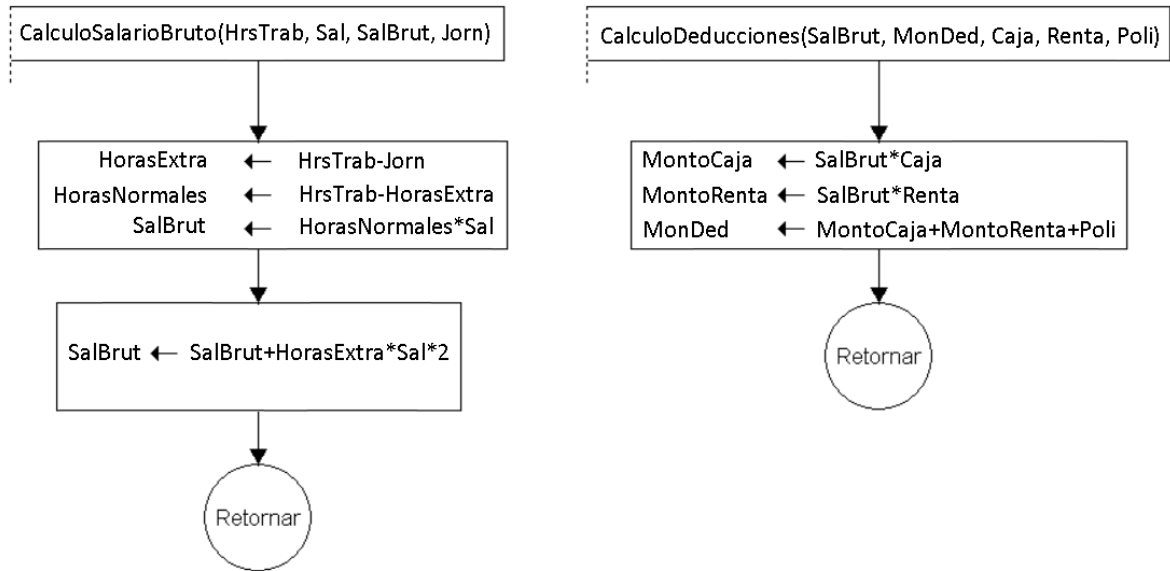 CalculoSalarioBruto(HrsTrab, Sal, SalBrut, Jorn)
HorasExtra ← HrsTrab-Jorn
HorasNormales ← HrsTrab-HorasExtra
SalBrut ← HorasNormales*Sal
SalBrut ← SalBrut+HorasExtra*Sal*2
Retornar
CalculoDeducciones(SalBrut, MonDed, Caja, Renta, Poli)
MontoCaja ← SalBrut*Caja
MontoRenta ← SalBrut*Renta
MonDed ← MontoCaja+MontoRenta+Poli
Retornar